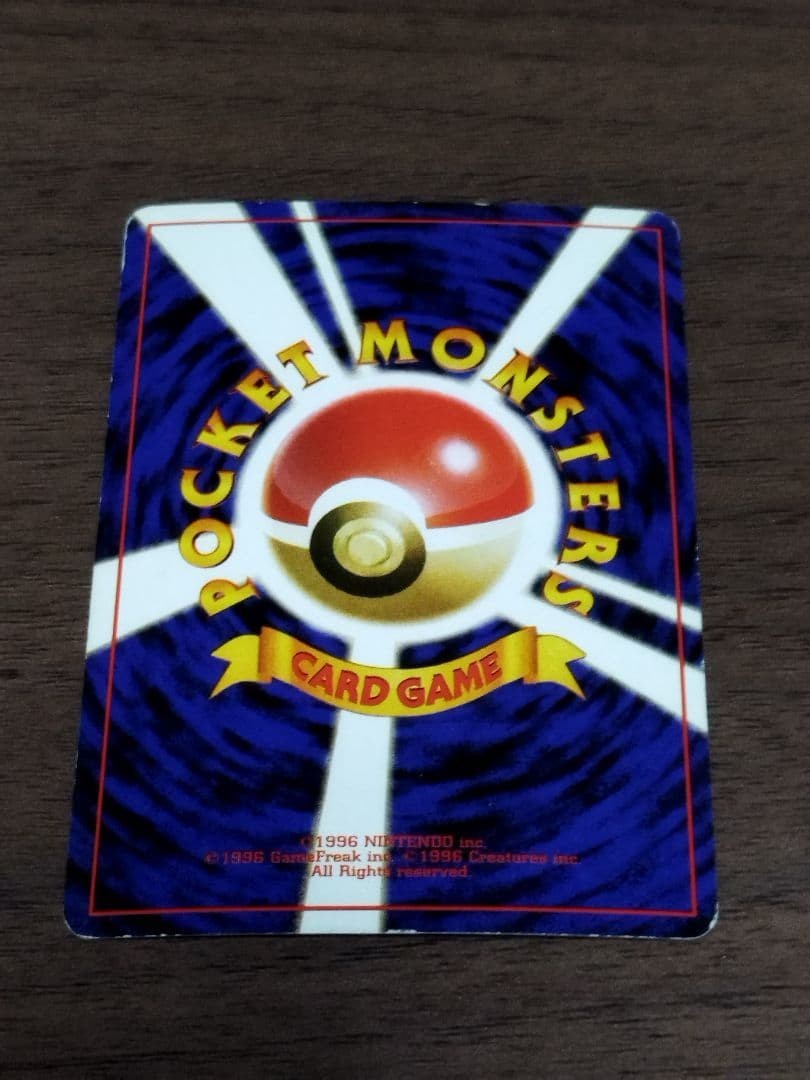 POCKET MONSTERS
CARD GAME
©1996 NINTENDO inc.
©1996 GameFreak inc. ©1996 Creatures inc.
All Rights reserved.